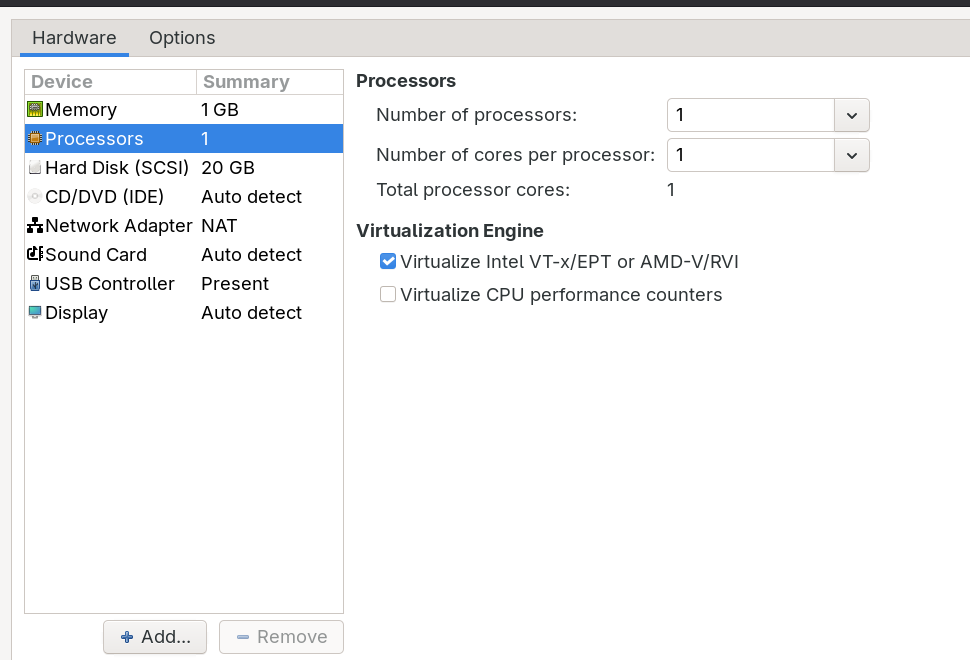 Hardware Options
Device Summary
Memory 1 GB
Processors 1
Hard Disk (SCSI) 20 GB
CD/DVD (IDE) Auto detect
Network Adapter NAT
Sound Card Auto detect
USB Controller Present
Display Auto detect
Add...
Remove
Processors
Number of processors: 1
Number of cores per processor: 1
Total processor cores: 1
Virtualization Engine
Virtualize Intel VT-x/EPT or AMD-V/RVI
Virtualize CPU performance counters